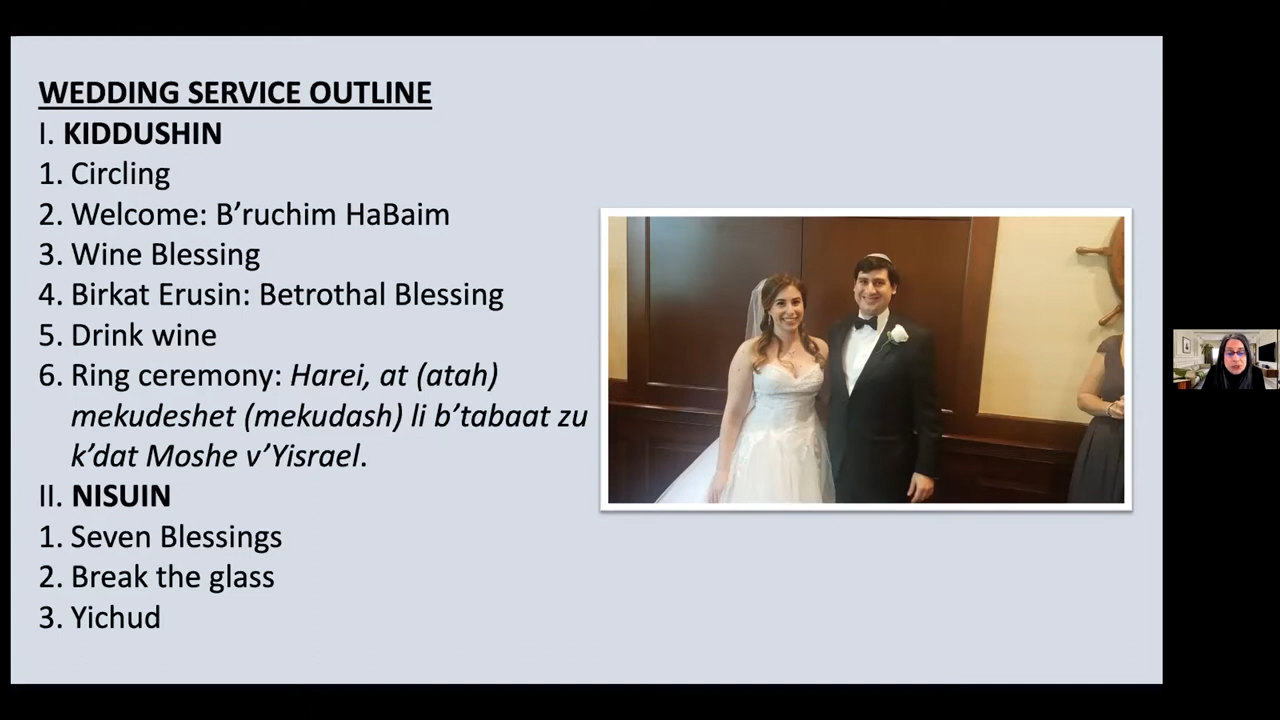 WEDDING SERVICE OUTLINE
I. KIDDUSHIN
1. Circling
2. Welcome: B’ruchim HaBaim
3. Wine Blessing
4. Birkat Erusin: Betrothal Blessing
5. Drink wine
6. Ring ceremony: Harei, at (atah)
mekudeshet (mekudash) li b’tabaat zu
k’dat Moshe v’Yisrael.
II. NISUIN
1. Seven Blessings
2. Break the glass
3. Yichud